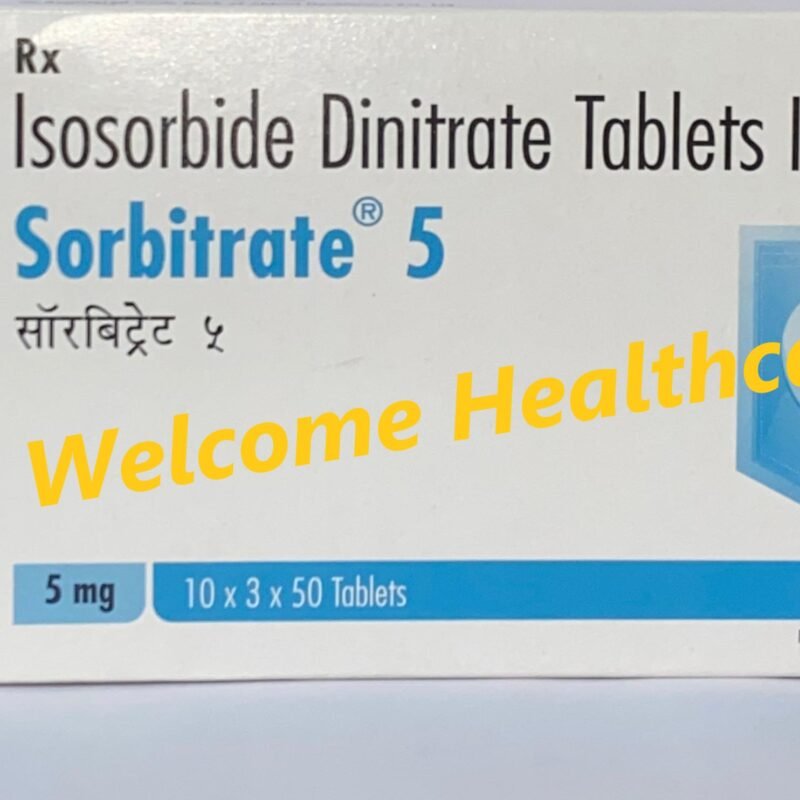 Rx
Isosorbide Dinitrate Tablets
Sorbitrate® 5
सॉरबिट्रेट ५
Welcome Healthc
5 mg
10 x 3 x 50 Tablets